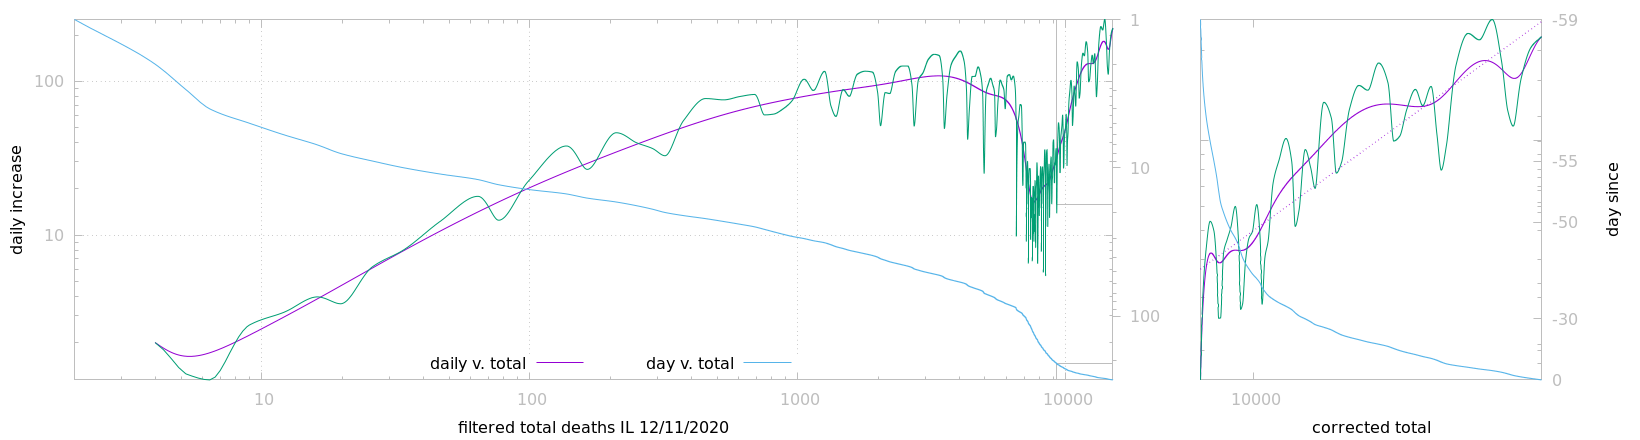 daily increase
100
10
daily v. total
day v. total
10
100
1000
10000
filtered total deaths IL 12/11/2020
1
10
100
10000
corrected total
-59
-55
-50
-30
0
day since